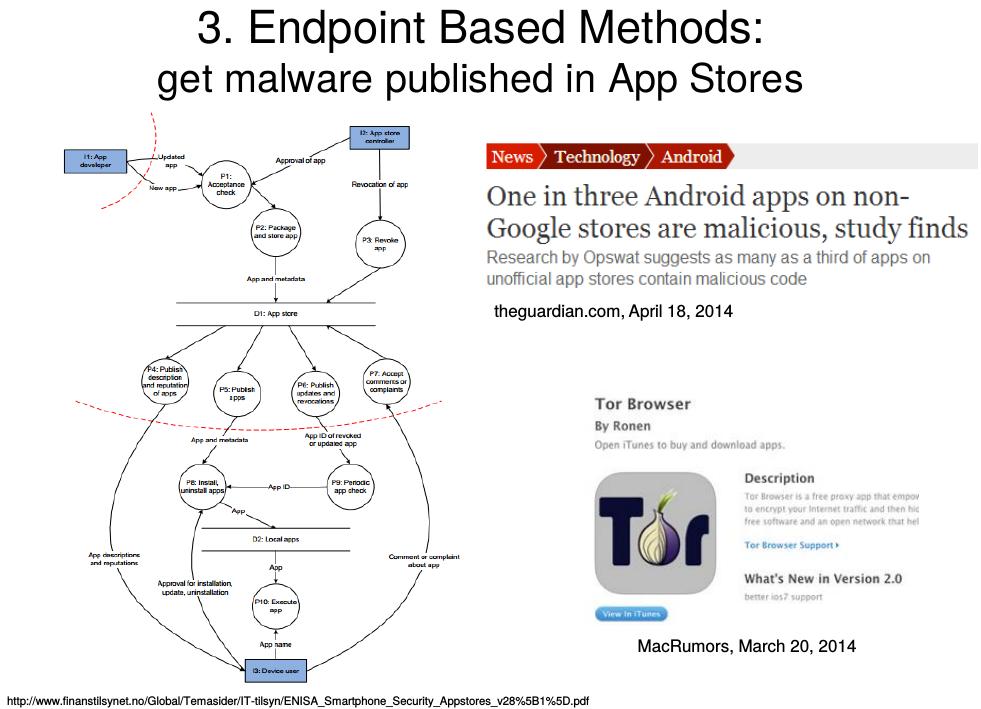 3. Endpoint Based Methods:
get malware published in App Stores
I1: App
developer
Updated
app
New app
P1:
Acceptance
check
Approval of app
I2: App store
controller
Revocation of app
P2: Package
and store app
P3: Revoke
app
App and metadata
D1: App store
P4: Publish
description
and reputation
of apps
P5: Publish
apps
P6: Publish
updates and
revocations
P7: Accept
comments or
complaints
App and metadata
App ID of revoked
or updated app
P8: Install,
uninstall apps
App ID
P9: Periodic
app check
App
D2: Local apps
App descriptions
and reputations
Approval for installation,
update, uninstallation
App
Comment or complaint
about app
P10: Execute
app
App name
I3: Device user
News
Technology
Android
One in three Android apps on non-
Google stores are malicious, study finds
Research by Opswat suggests as many as a third of apps on
unofficial app stores contain malicious code
theguardian.com, April 18, 2014
Tor Browser
By Ronen
Open iTunes to buy and download apps.
Tor
View In iTunes
Description
Tor Browser is a free proxy app that empov
to encrypt your Internet traffic and then hic
free software and an open network that hel
Tor Browser Support
What's New in Version 2.0
better ios7 support
MacRumors, March 20, 2014
http://www.finanstilsynet.no/Global/Temasider/IT-tilsyn/ENISA_Smartphone_Security_Appstores_v28%5B1%5D.pdf